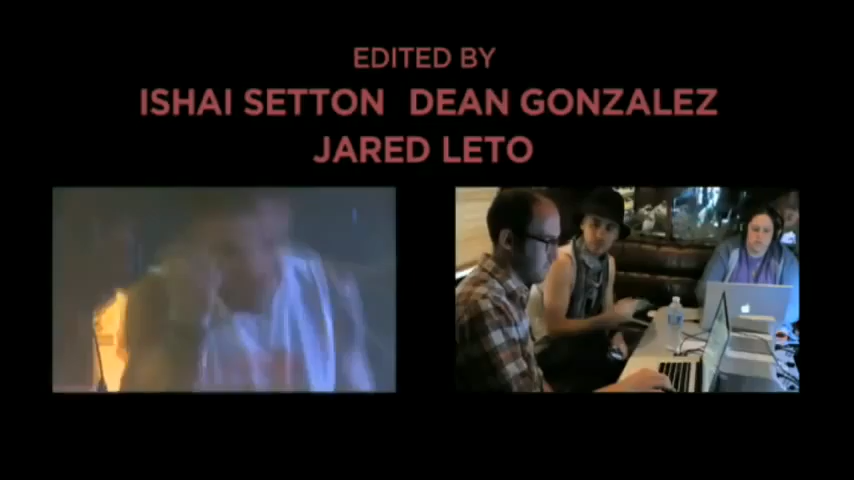 EDITED BY
ISHAI SETTON DEAN GONZALEZ
JARED LETO